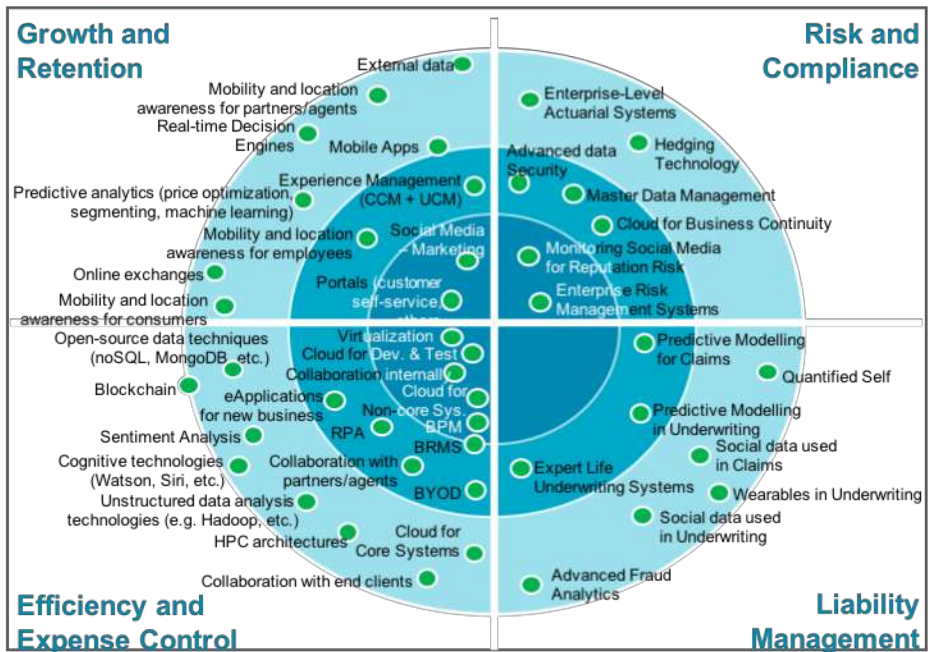 Growth and
Retention
Risk and
Compliance
External data
Mobility and location
awareness for partners/agents
Real-time Decision
Engines
Mobile Apps
Experience Management
(CCM + UCM)
Predictive analytics (price optimization,
segmenting, machine learning)
Social Media
– Marketing
Mobility and location
awareness for employees
Online exchanges
Portals (customer
self-service,
Mobility and location
awareness for consumers
Enterprise-Level
Actuarial Systems
Hedging
Technology
Advanced data
Security
Master Data Management
Cloud for Business Continuity
Monitoring Social Media
for Reputation Risk
Enterprise Risk
Management Systems
Open-source data techniques
(noSQL, MongoDB, etc.)
Virtualization
Cloud for Dev. & Test
Collaboration internally
Blockchain
eApplications
for new business
Cloud for
Non-core Sys.
RPA
BPM
BRMS
Sentiment Analysis
Cognitive technologies
(Watson, Siri, etc.)
Collaboration with
partners/agents
BYOD
Unstructured data analysis
technologies (e.g. Hadoop, etc.)
HPC architectures
Cloud for
Core Systems
Collaboration with end clients
Predictive Modelling
for Claims
Quantified Self
Predictive Modelling
in Underwriting
Social data used
in Claims
Expert Life
Underwriting Systems
Wearables in Underwriting
Social data used
in Underwriting
Advanced Fraud
Analytics
Efficiency and
Expense Control
Liability
Management